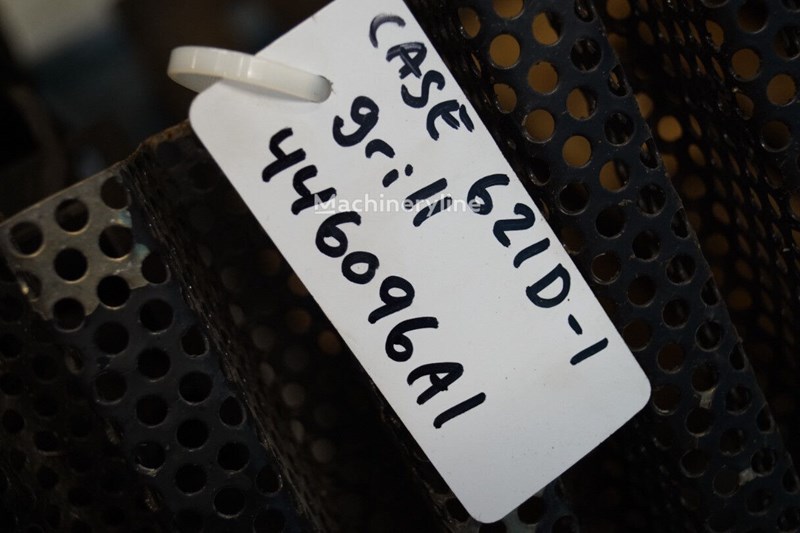 CASE 621D-1
grill
446096A1
Machineryline